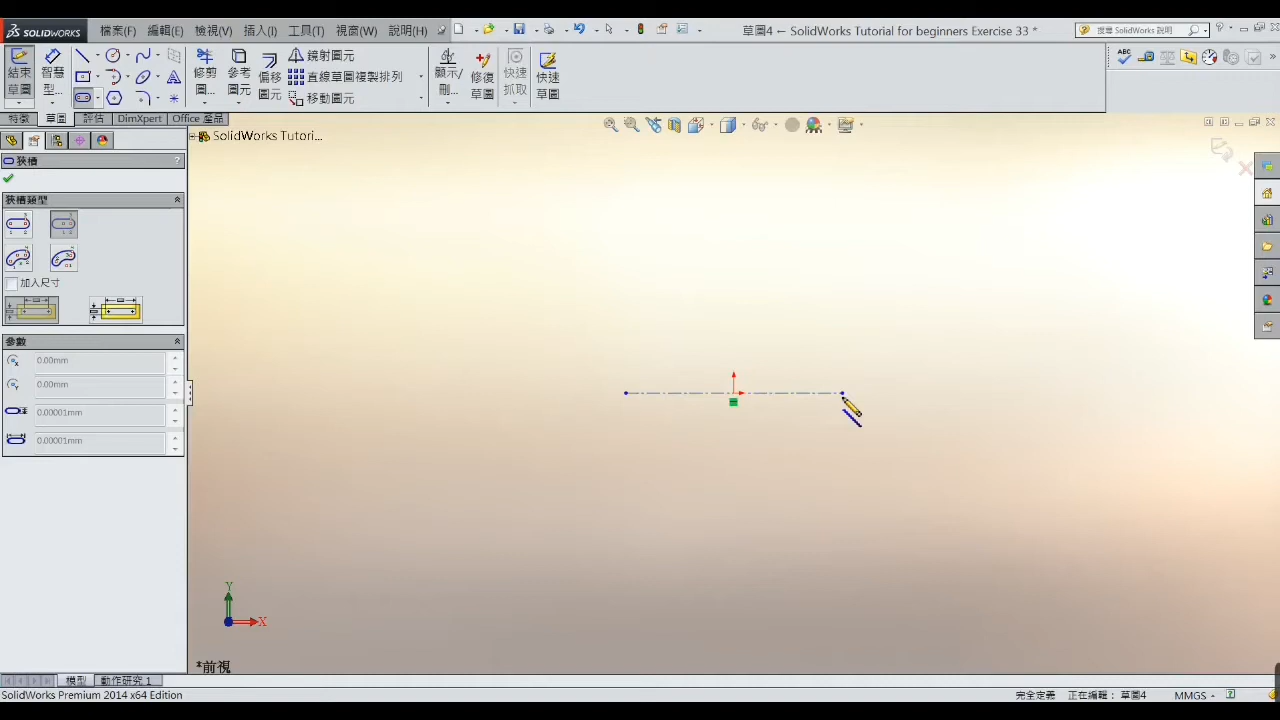 SOLIDWORKS
檔案(F) 編輯(E) 檢視(V) 插入(I) 工具(T) 視窗(W) 說明(H)
草圖4 ← SolidWorks Tutorial for beginners Exercise 33 *
搜尋 SolidWorks 說明
結束草圖
智慧型...
修剪圖...
參考圖元
偏移圖元
鏡射圖元
直線草圖複製排列
移動圖元
顯示/刪...
修復草圖
快速抓取
快速草圖
特徵 草圖 評估 DimXpert Office 產品
SolidWorks Tutori...
狹槽 ?
狹槽類型
加入尺寸
參數
0.00mm
0.00mm
0.00001mm
0.00001mm
Y
X
*前視
模型 動作研究 1
SolidWorks Premium 2014 x64 Edition
完全定義 正在編輯： 草圖4 MMGS